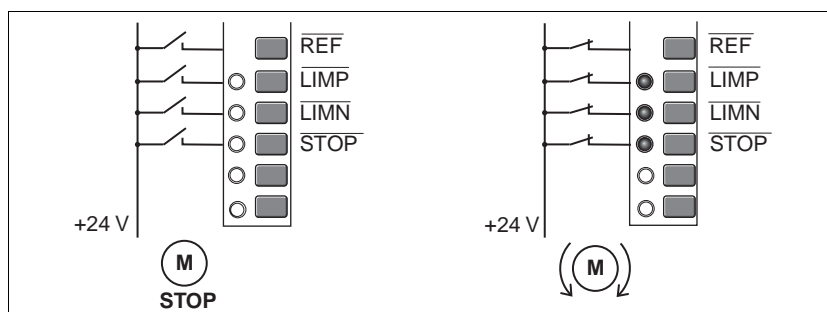 REF
LIMP
LIMN
STOP
+24 V
M
STOP
REF
LIMP
LIMN
STOP
+24 V
M